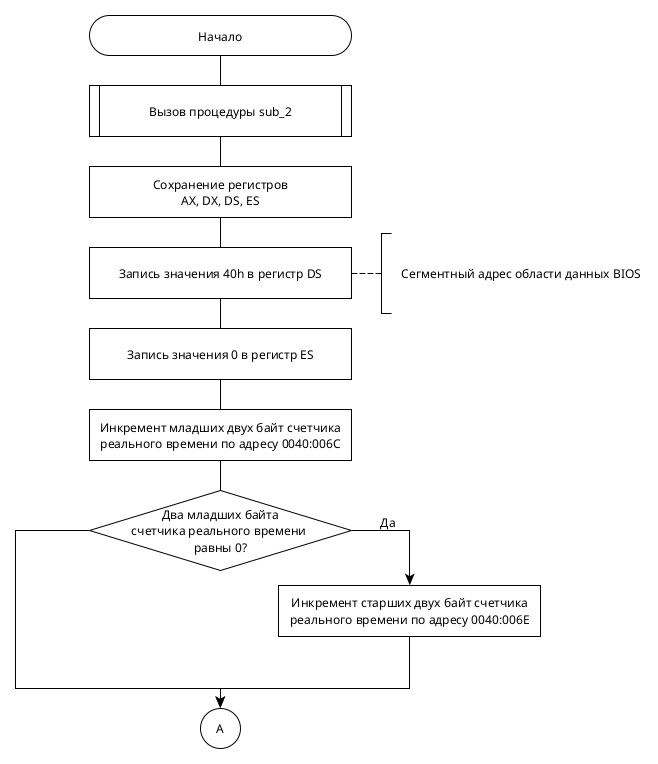 Начало
Вызов процедуры sub_2
Сохранение регистров
AX, DX, DS, ES
Запись значения 40h в регистр DS
Сегментный адрес области данных BIOS
Запись значения 0 в регистр ES
Инкремент младших двух байт счетчика
реального времени по адресу 0040:006C
Два младших байта
счетчика реального времени
равны 0?
Да
Инкремент старших двух байт счетчика
реального времени по адресу 0040:006E
A